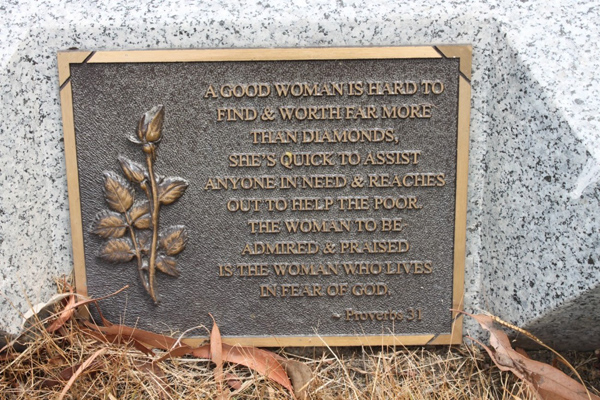 A GOOD WOMAN IS HARD TO
FIND & WORTH FAR MORE
THAN DIAMONDS,
SHE'S QUICK TO ASSIST
ANYONE IN NEED & REACHES
OUT TO HELP THE POOR.
THE WOMAN TO BE
ADMIRED & PRAISED
IS THE WOMAN WHO LIVES
IN FEAR OF GOD.
~ Proverbs 31